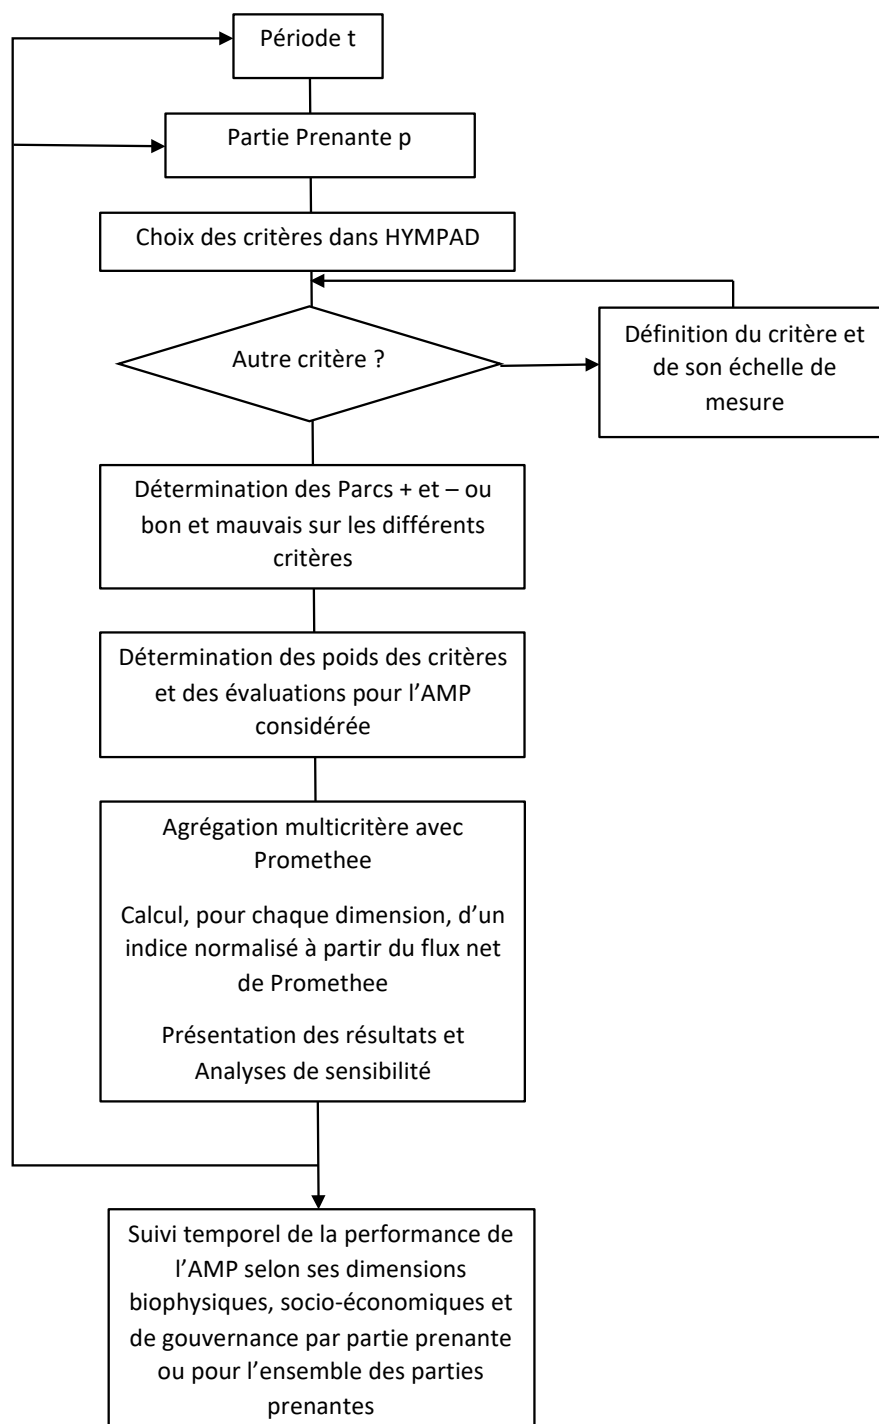 Période t
Partie Prenante p
Choix des critères dans HYMPAD
Autre critère ?
Définition du critère et
de son échelle de
mesure
Détermination des Parcs + et – ou
bon et mauvais sur les différents
critères
Détermination des poids des critères
et des évaluations pour l’AMP
considérée
Agrégation multicritère avec
Promethee
Calcul, pour chaque dimension, d’un
indice normalisé à partir du flux net
de Promethee
Présentation des résultats et
Analyses de sensibilité
Suivi temporel de la performance de
l’AMP selon ses dimensions
biophysiques, socio-économiques et
de gouvernance par partie prenante
ou pour l’ensemble des parties
prenantes